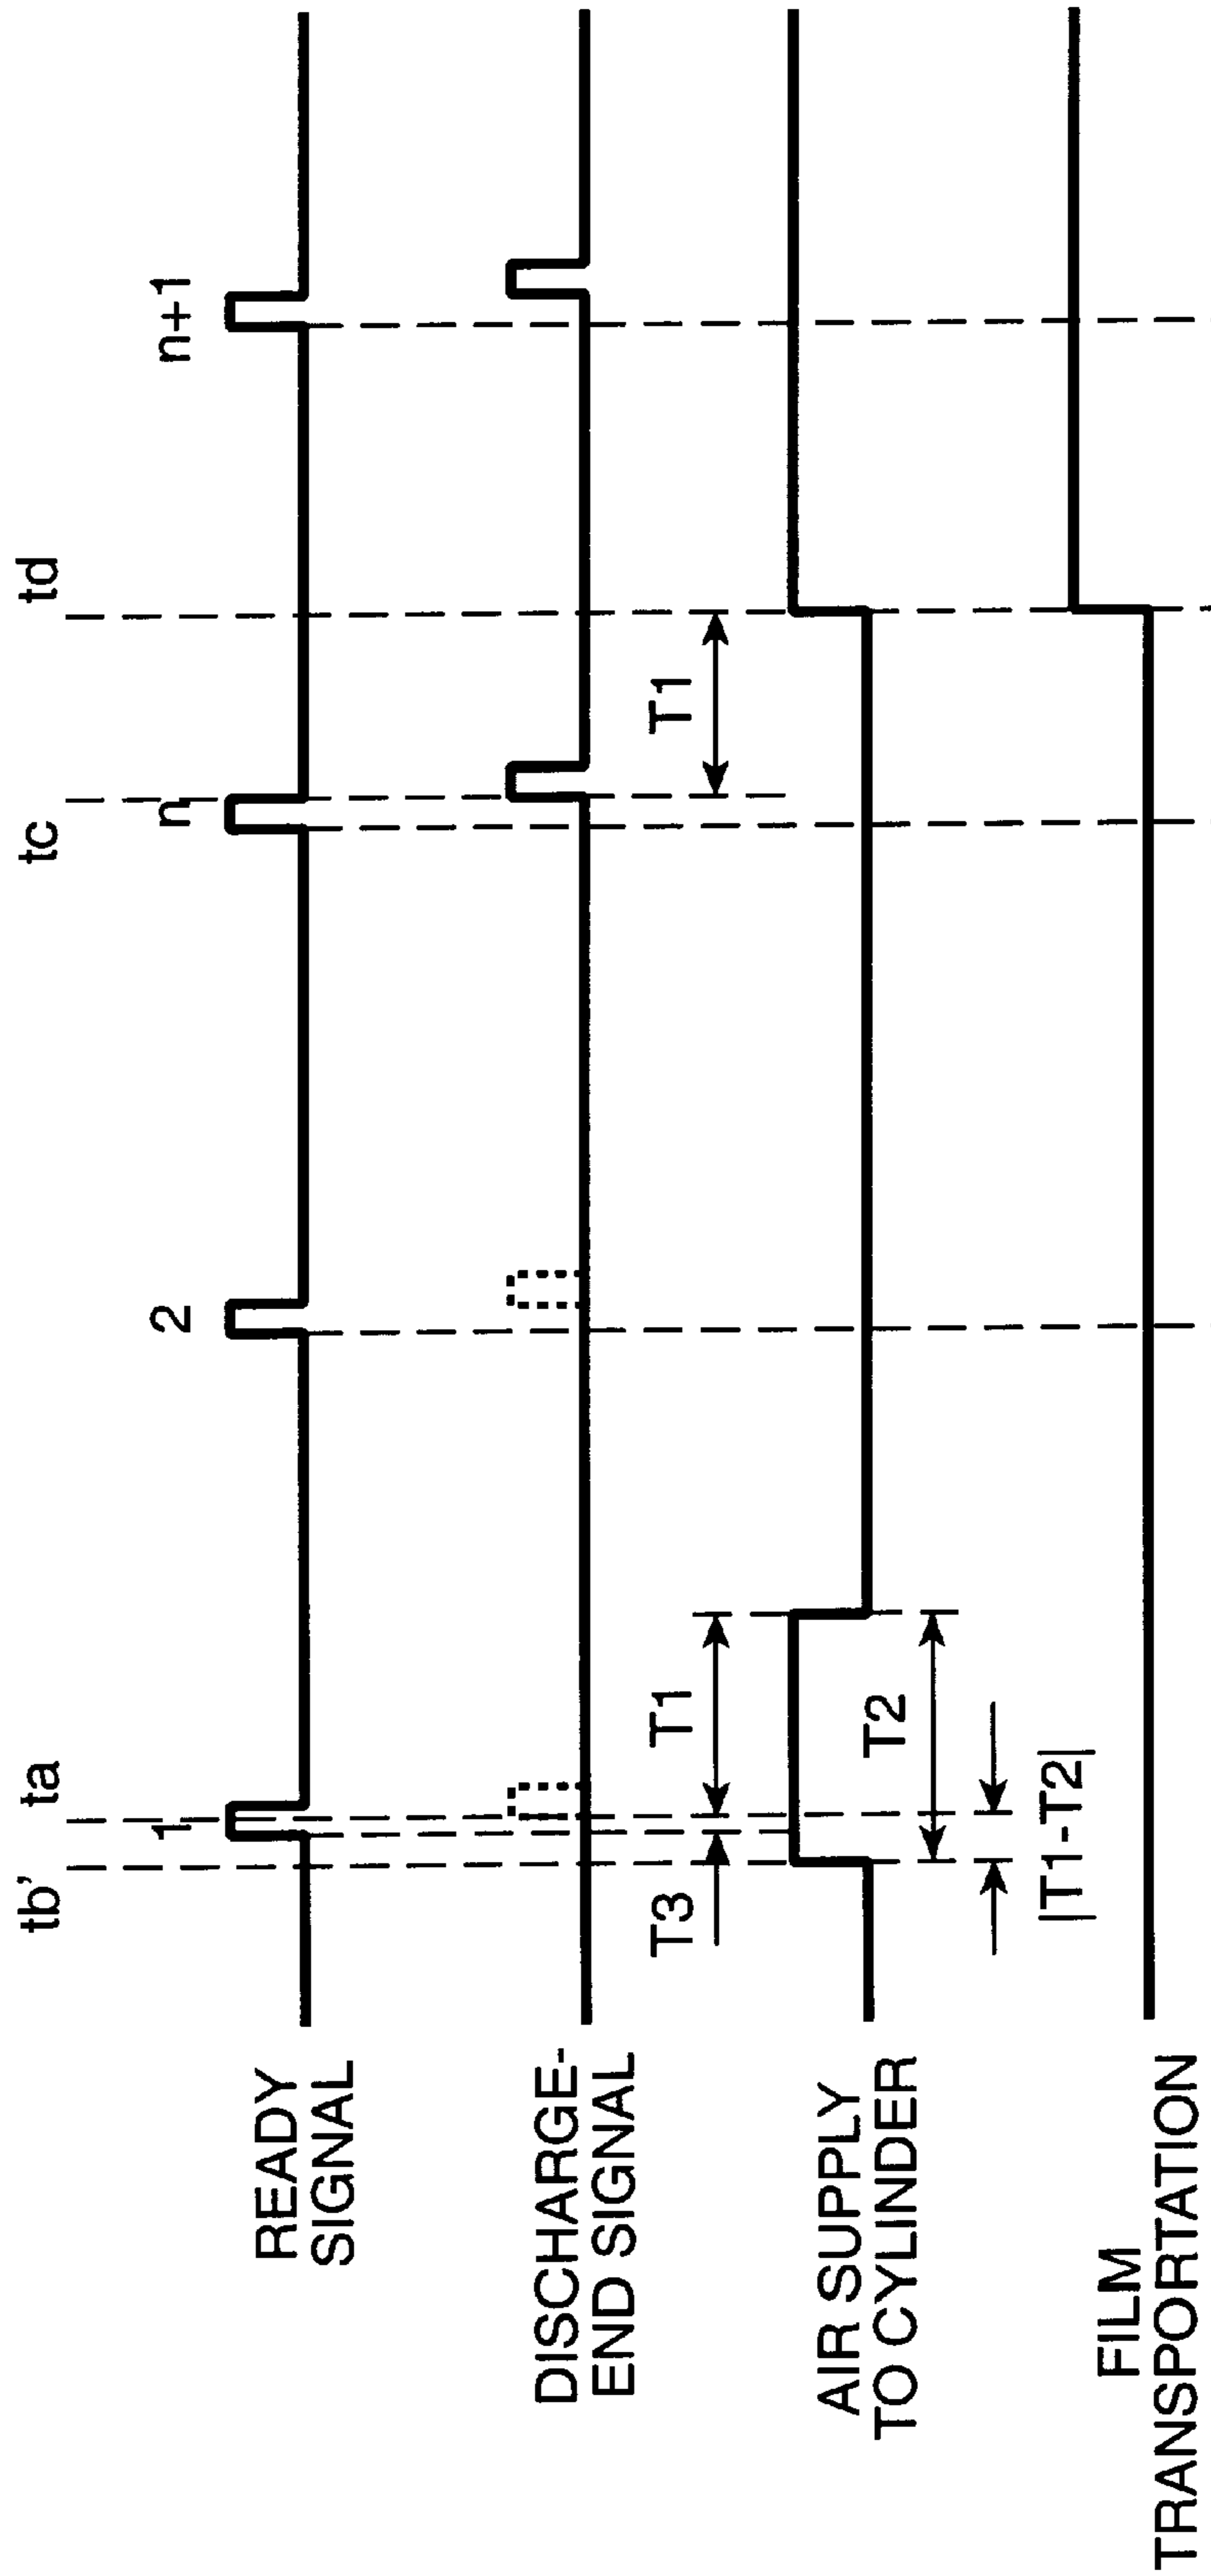 tb'
ta
tc
td
1
2
n
n+1
READY
SIGNAL
DISCHARGE-
END SIGNAL
T3
T1
T1
AIR SUPPLY
TO CYLINDER
T2
|T1-T2|
FILM
TRANSPORTATION